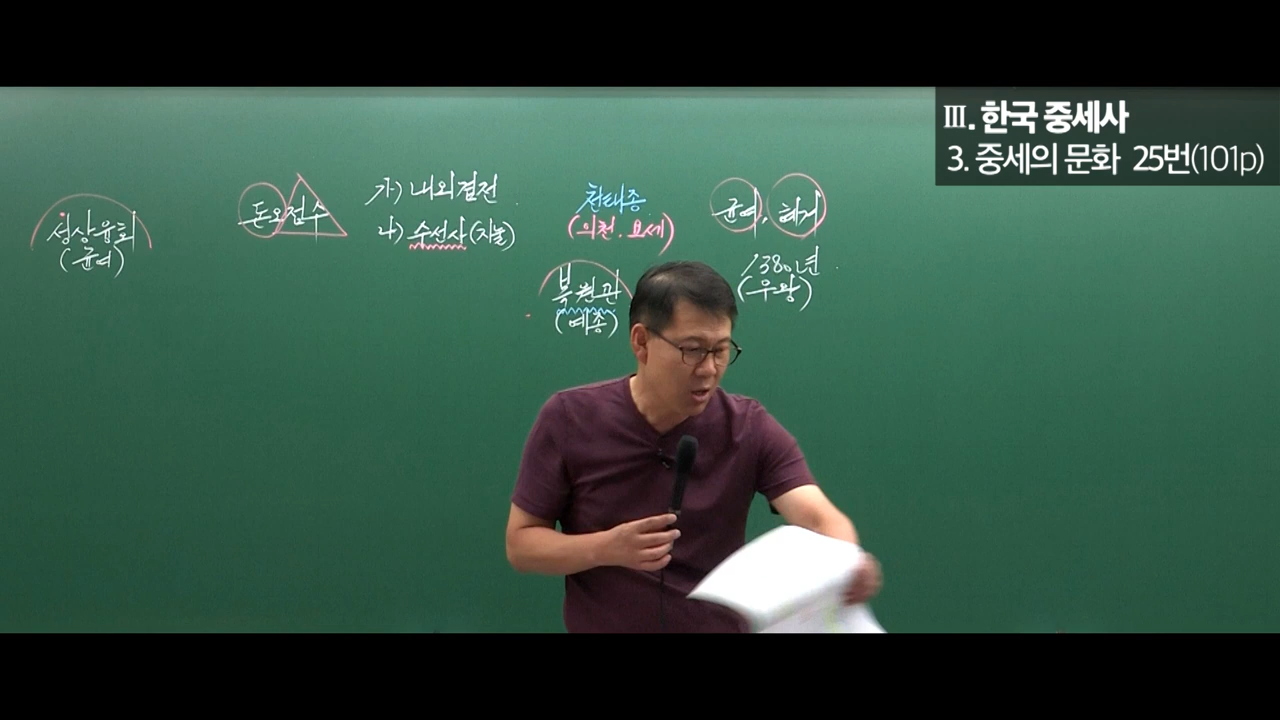 Ⅲ. 한국 중세사
3. 중세의 문화 25번(101p)
성상융회
(균여)
돈오점수
가) 내외겸전
나) 수선사(지눌)
천태종
(의천. 요세)
균여, 혜거
복원관
(예종)
1380년
(우왕)